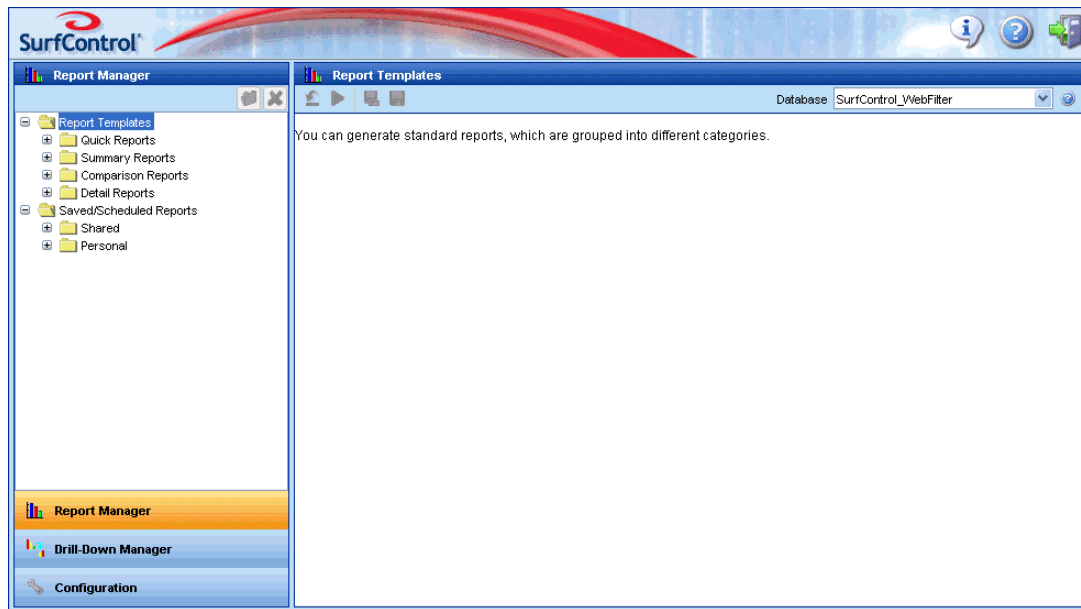 SurfControl
Report Manager
Report Templates
Quick Reports
Summary Reports
Comparison Reports
Detail Reports
Saved/Scheduled Reports
Shared
Personal
Report Manager
Drill-Down Manager
Configuration
Report Templates
Database SurfControl_WebFilter
You can generate standard reports, which are grouped into different categories.